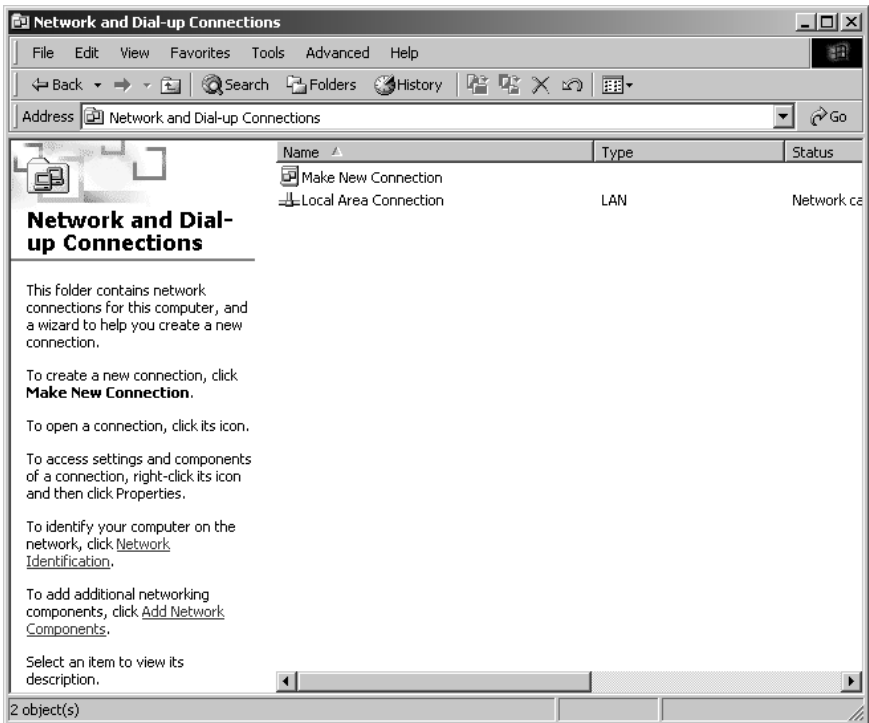 Network and Dial-up Connections
File Edit View Favorites Tools Advanced Help
Back Search Folders History
Address Network and Dial-up Connections Go
Name Type Status
Make New Connection
Local Area Connection LAN Network ca
Network and Dial-
up Connections
This folder contains network
connections for this computer, and
a wizard to help you create a new
connection.
To create a new connection, click
Make New Connection.
To open a connection, click its icon.
To access settings and components
of a connection, right-click its icon
and then click Properties.
To identify your computer on the
network, click Network
Identification.
To add additional networking
components, click Add Network
Components.
Select an item to view its
description.
2 object(s)